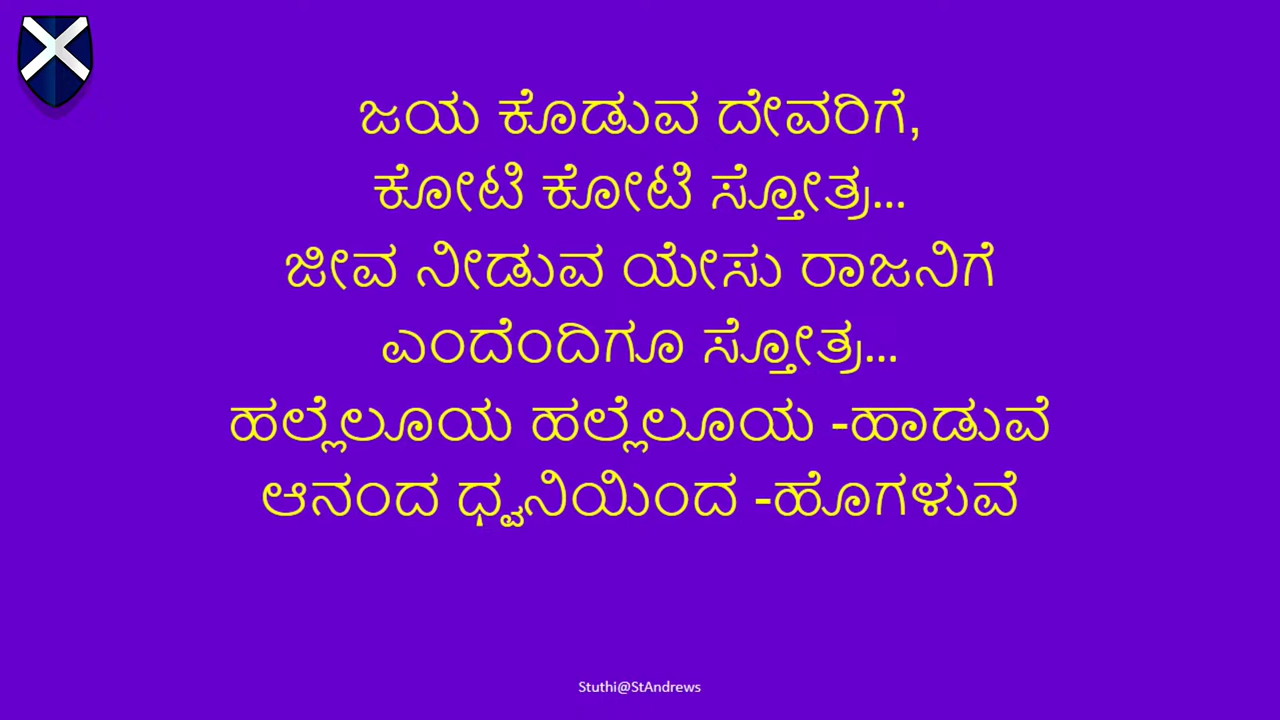 ಜಯ ಕೊಡುವ ದೇವರಿಗೆ,
ಕೋಟಿ ಕೋಟಿ ಸ್ತೋತ್ರ...
ಜೀವ ನೀಡುವ ಯೇಸು ರಾಜನಿಗೆ
ಎಂದೆಂದಿಗೂ ಸ್ತೋತ್ರ...
ಹಲ್ಲೆಲೂಯ ಹಲ್ಲೆಲೂಯ -ಹಾಡುವೆ
ಆನಂದ ಧ್ವನಿಯಿಂದ -ಹೊಗಳುವೆ
Stuthi@StAndrews